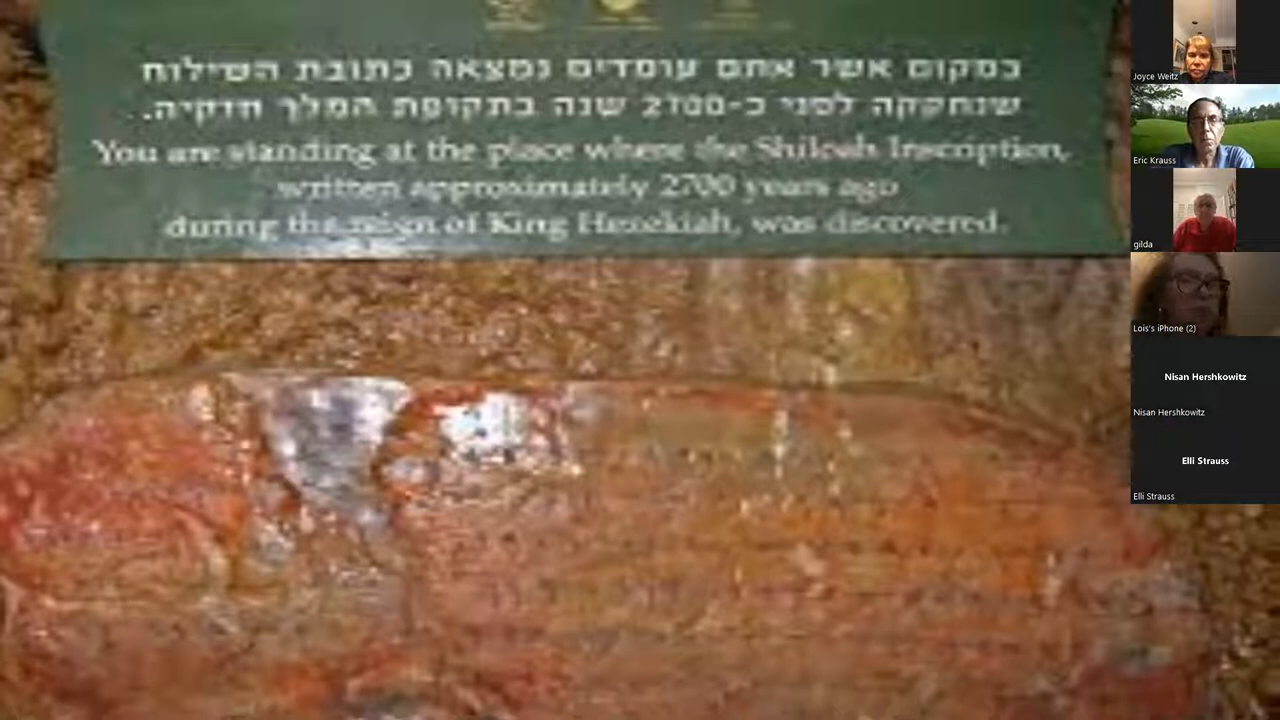 במקום אשר אתם עומדים נמצאה כתובת השילוח
שנחקקה לפני כ-2700 שנה בתקופת המלך חזקיה.
You are standing at the place where the Shiloah Inscription,
written approximately 2700 years ago
during the reign of King Hezekiah, was discovered.
Joyce Weitz
Eric Krauss
gilda
Lois's iPhone (2)
Nisan Hershkowitz
Nisan Hershkowitz
Elli Strauss
Elli Strauss